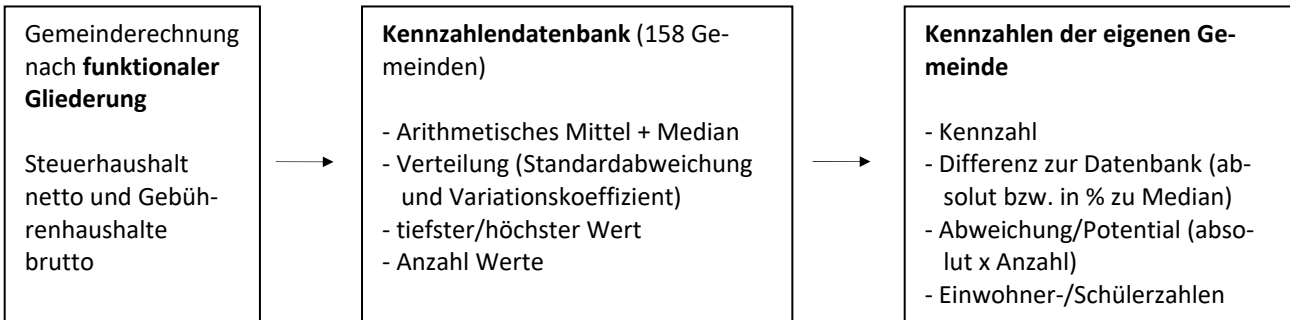 Gemeinderechnung
nach funktionaler
Gliederung
Steuerhaushalt
netto und Gebüh-
renhaushalte
brutto
Kennzahlendatenbank (158 Ge-
meinden)
- Arithmetisches Mittel + Median
- Verteilung (Standardabweichung
und Variationskoeffizient)
- tiefster/höchster Wert
- Anzahl Werte
Kennzahlen der eigenen Ge-
meinde
- Kennzahl
- Differenz zur Datenbank (ab-
solut bzw. in % zu Median)
- Abweichung/Potential (abso-
lut x Anzahl)
- Einwohner-/Schülerzahlen